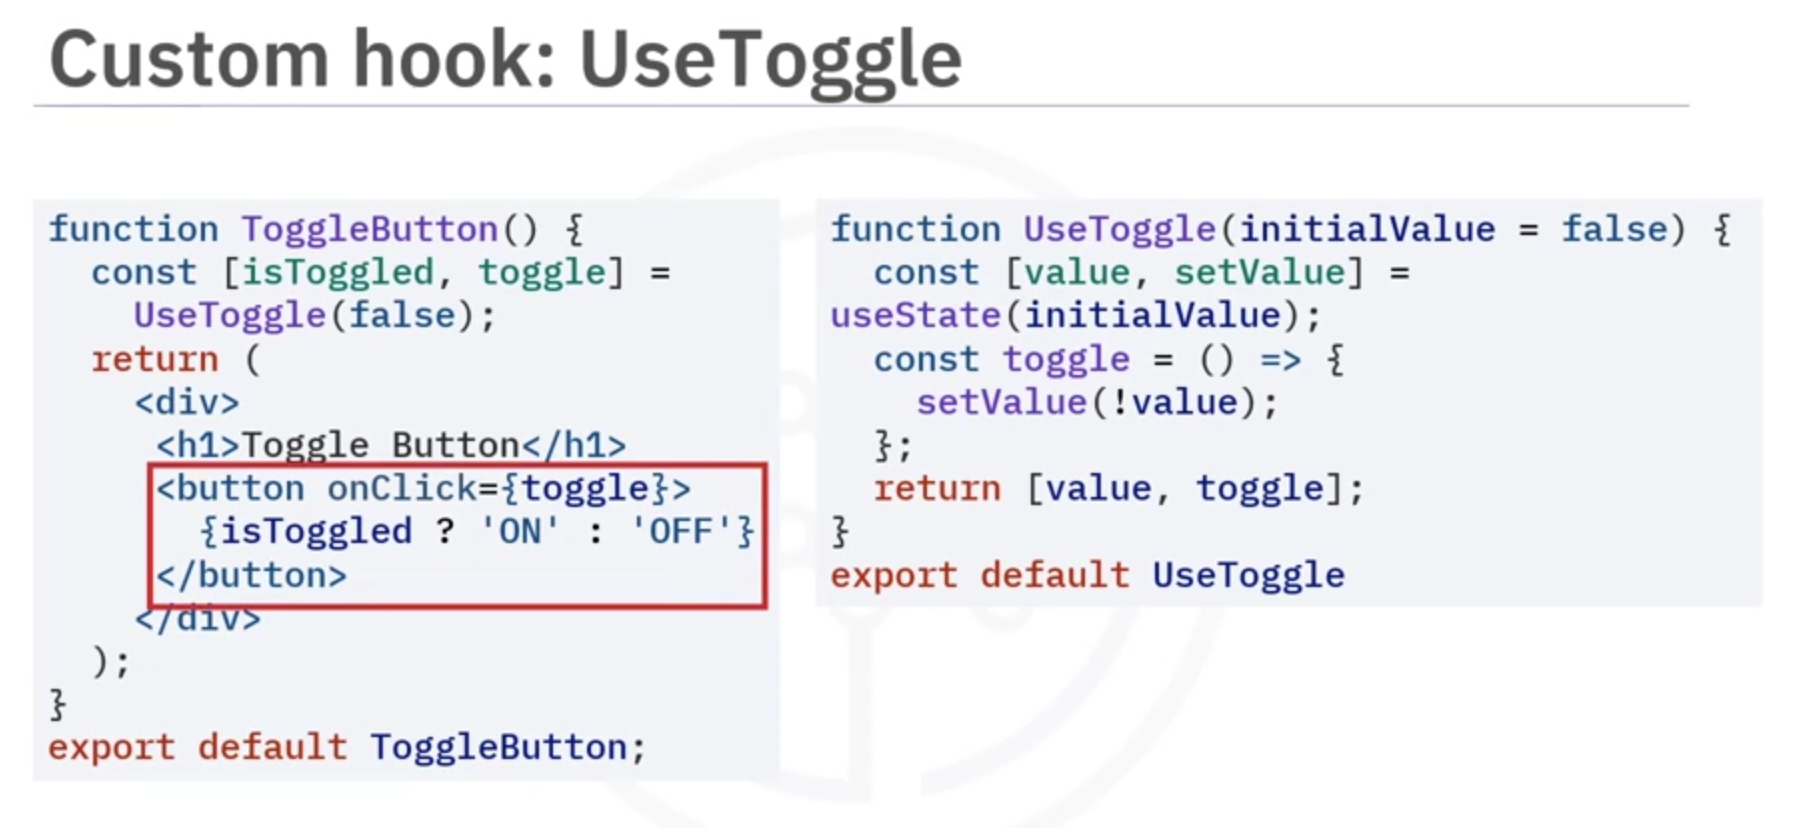 Custom hook: UseToggle
function ToggleButton() {
  const [isToggled, toggle] =
    UseToggle(false);
  return (
    <div>
     <h1>Toggle Button</h1>
     <button onClick={toggle}>
       {isToggled ? 'ON' : 'OFF'}
     </button>
    </div>
  );
}
export default ToggleButton;
function UseToggle(initialValue = false) {
  const [value, setValue] =
useState(initialValue);
  const toggle = () => {
    setValue(!value);
  };
  return [value, toggle];
}
export default UseToggle